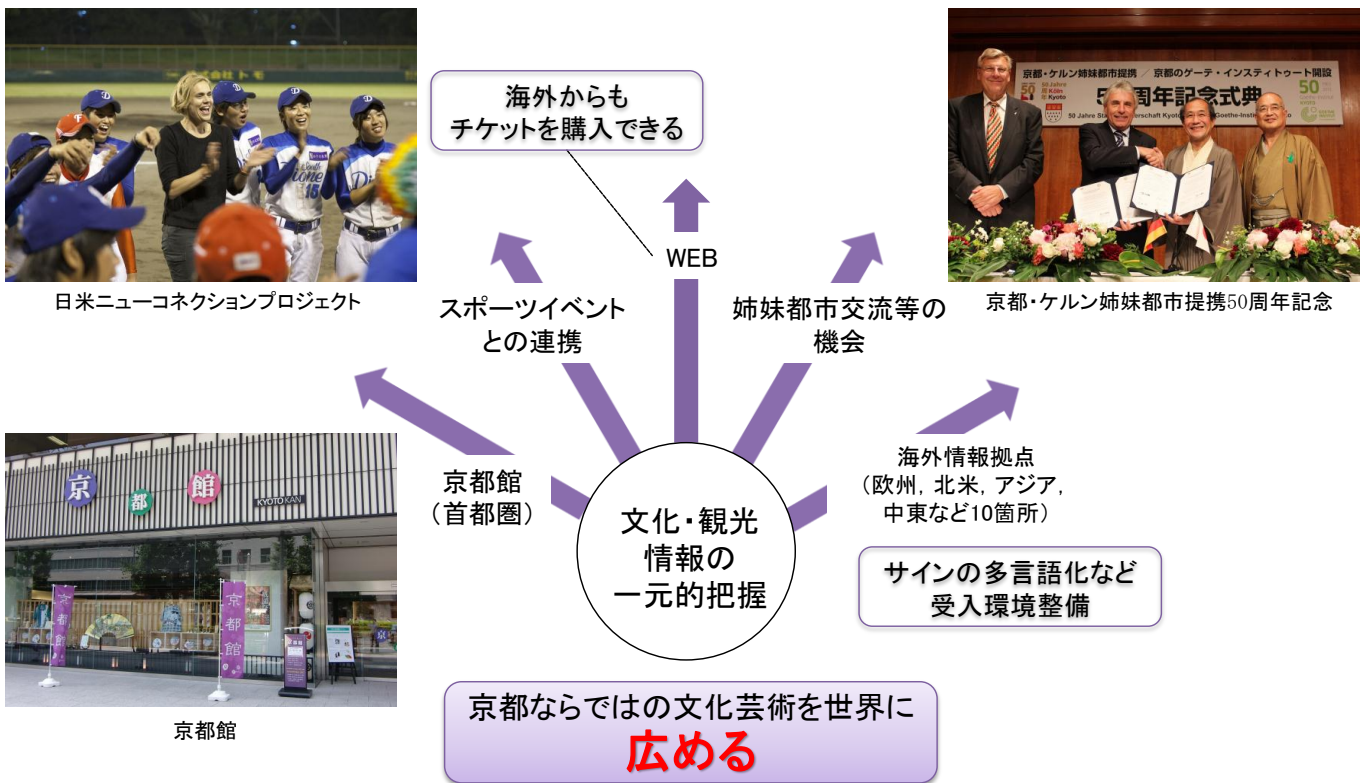 海外からも
チケットを購入できる
WEB
スポーツイベント
との連携
姉妹都市交流等の
機会
日米ニューコネクションプロジェクト
京都・ケルン姉妹都市提携／京都のゲーテ・インスティトゥート開設
周年記念式典
京都・ケルン姉妹都市提携50周年記念
京都館
KYOTO KAN
京都館
京都館
京都館
京都館
（首都圏）
文化・観光
情報の
一元的把握
海外情報拠点
（欧州，北米，アジア，
中東など10箇所）
サインの多言語化など
受入環境整備
京都ならではの文化芸術を世界に
広める